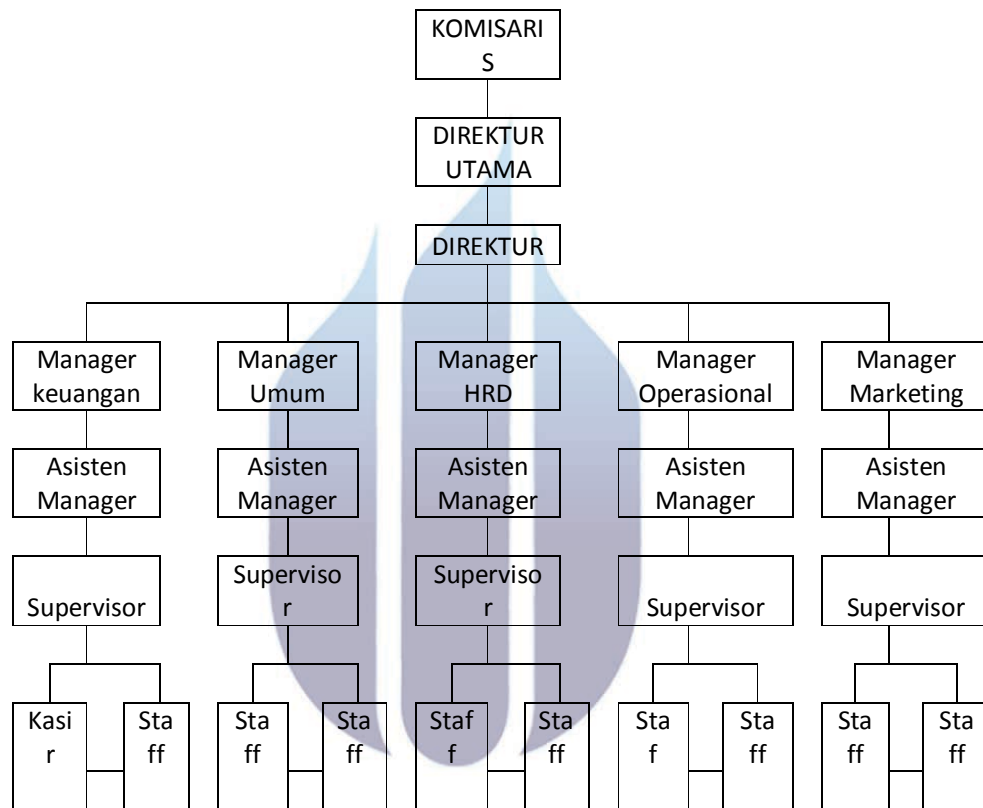 KOMISARI
S
DIREKTUR
UTAMA
DIREKTUR
Manager
keuangan
Manager
Umum
Manager
HRD
Manager
Operasional
Manager
Marketing
Asisten
Manager
Asisten
Manager
Asisten
Manager
Asisten
Manager
Asisten
Manager
Supervisor
Superviso
r
Superviso
r
Supervisor
Supervisor
Kasi
r
Sta
ff
Sta
ff
Sta
ff
Staf
f
Sta
ff
Sta
f
Sta
ff
Sta
ff
Sta
ff